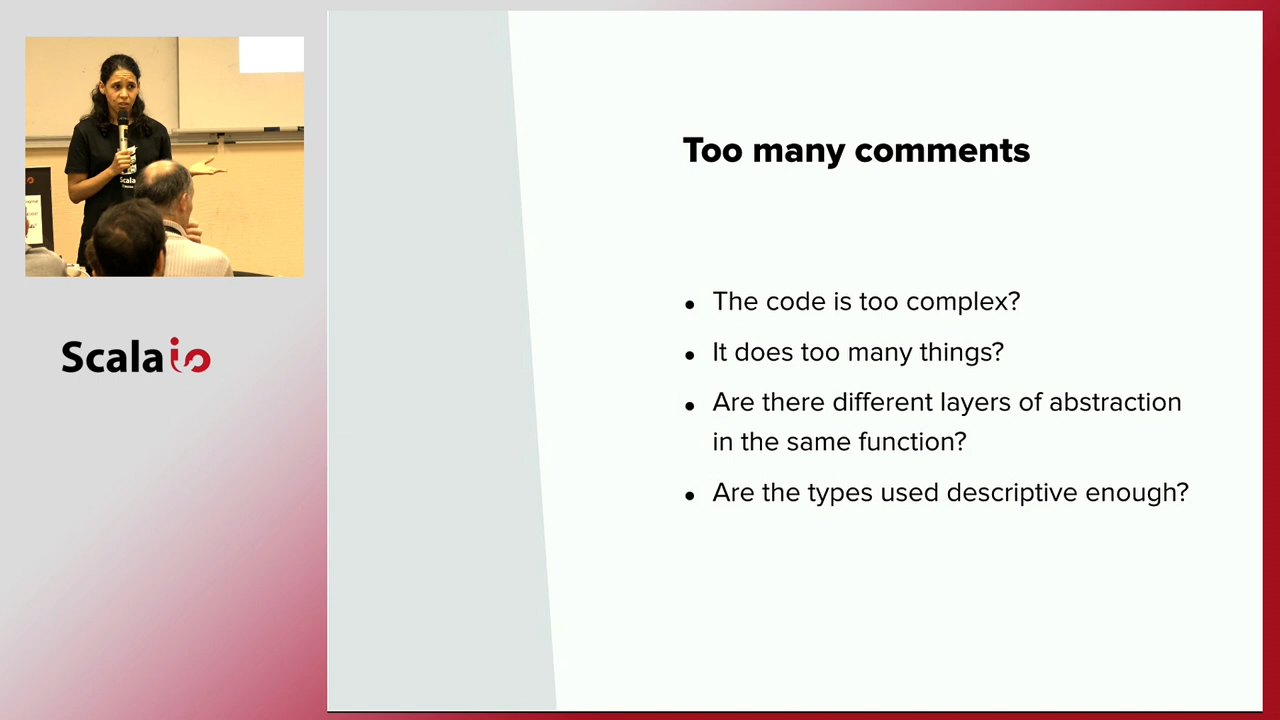 Too many comments
The code is too complex?
It does too many things?
Are there different layers of abstraction
in the same function?
Are the types used descriptive enough?
Scala
Scalaio